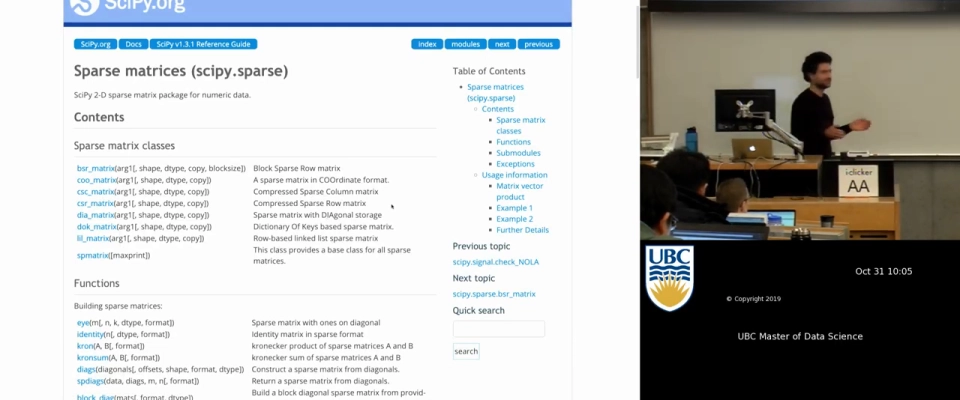 SciPy.org
SciPy.org
Docs
SciPy v1.3.1 Reference Guide
index
modules
next
previous
Sparse matrices (scipy.sparse)
SciPy 2-D sparse matrix package for numeric data.
Contents
Sparse matrix classes
bsr_matrix(arg1[, shape, dtype, copy, blocksize]) Block Sparse Row matrix
coo_matrix(arg1[, shape, dtype, copy]) A sparse matrix in COOrdinate format.
csc_matrix(arg1[, shape, dtype, copy]) Compressed Sparse Column matrix
csr_matrix(arg1[, shape, dtype, copy]) Compressed Sparse Row matrix
dia_matrix(arg1[, shape, dtype, copy]) Sparse matrix with DIAgonal storage
dok_matrix(arg1[, shape, dtype, copy]) Dictionary Of Keys based sparse matrix.
lil_matrix(arg1[, shape, dtype, copy]) Row-based linked list sparse matrix
spmatrix([maxprint]) This class provides a base class for all sparse
matrices.
Functions
Building sparse matrices:
eye(m[, n, k, dtype, format]) Sparse matrix with ones on diagonal
identity(n[, dtype, format]) Identity matrix in sparse format
kron(A, B[, format]) kronecker product of sparse matrices A and B
kronsum(A, B[, format]) kronecker sum of sparse matrices A and B
diags(diagonals[, offsets, shape, format, dtype]) Construct a sparse matrix from diagonals.
spdiags(data, diags, m, n[, format]) Return a sparse matrix from diagonals.
block_diag(mats[, format, dtype]) Build a block diagonal sparse matrix from provid-
Table of Contents
Sparse matrices
(scipy.sparse)
Contents
Sparse matrix
classes
Functions
Submodules
Exceptions
Usage information
Matrix vector
product
Example 1
Example 2
Further Details
Previous topic
scipy.signal.check_NOLA
Next topic
scipy.sparse.bsr_matrix
Quick search
search
i-clicker
AA
UBC
Oct 31 10:05
© Copyright 2019
UBC Master of Data Science